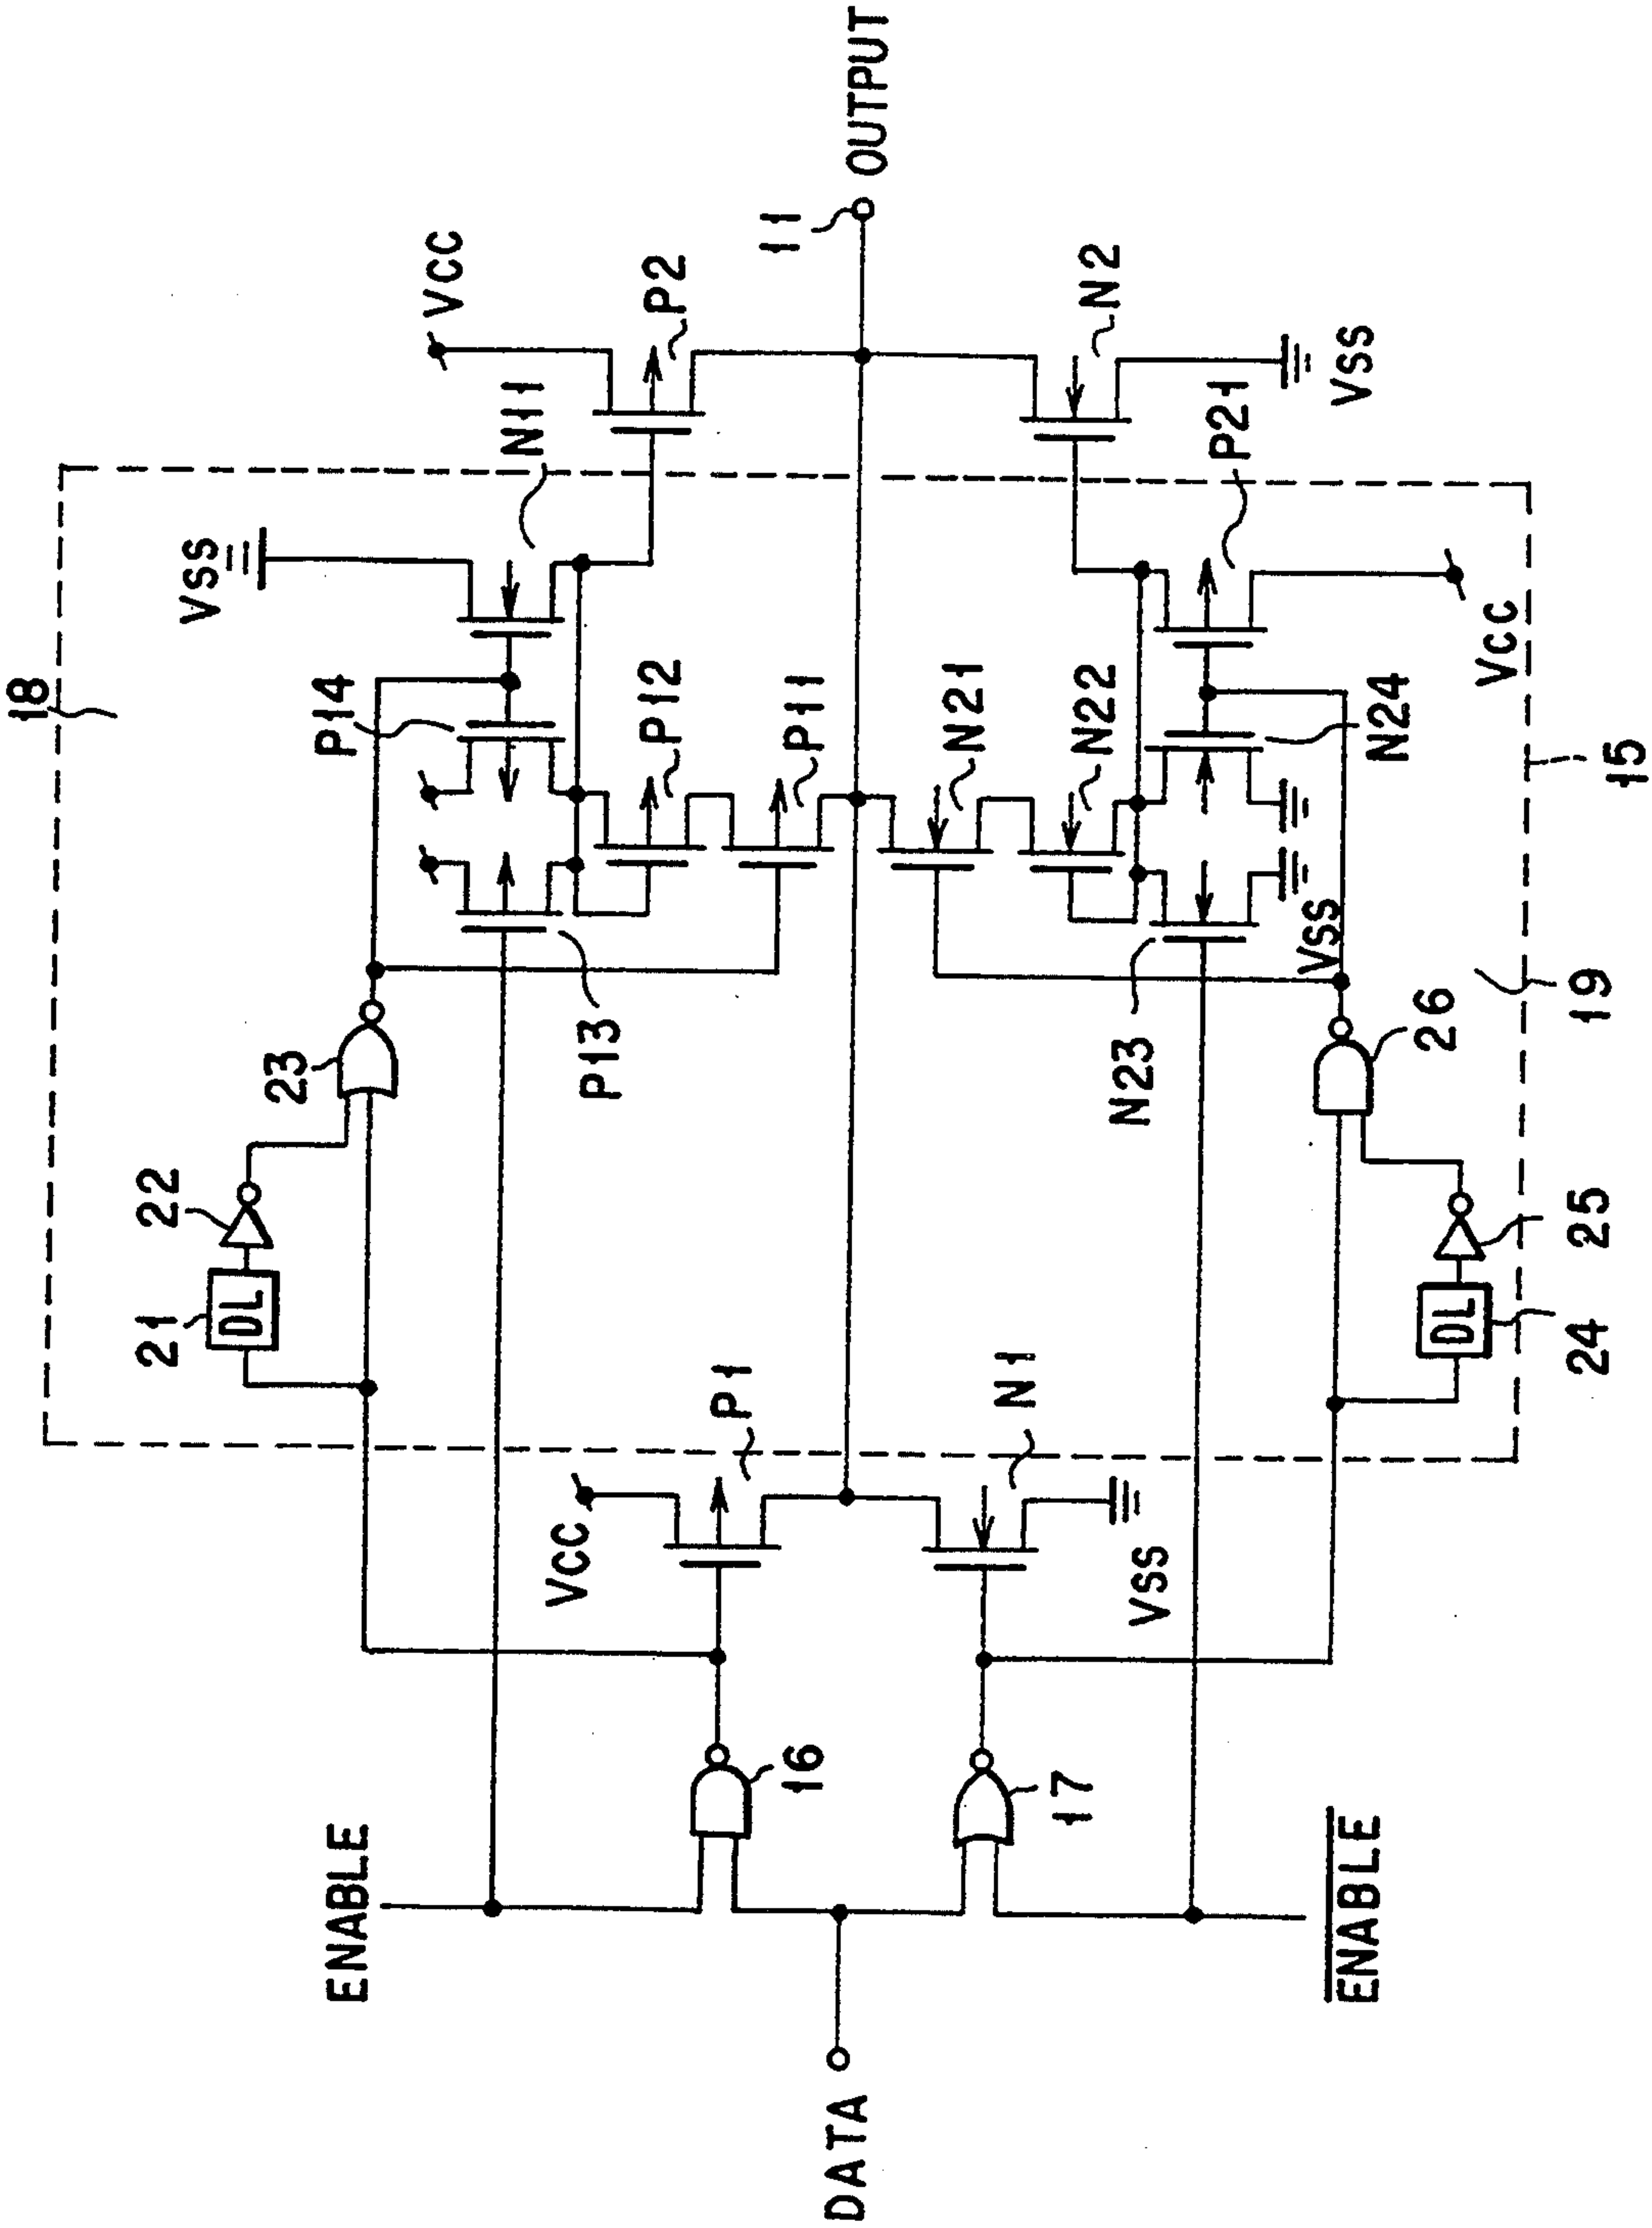 18
VSS
N11
VCC
P2
P14
P12
P11
11
OUTPUT
22
21
DL
23
P13
N21
N22
N2
VSS
P21
VCC
N24
15
VSS
N23
26
19
25
DL
24
P1
VCC
N1
VSS
ENABLE
16
17
ENABLE
DATA